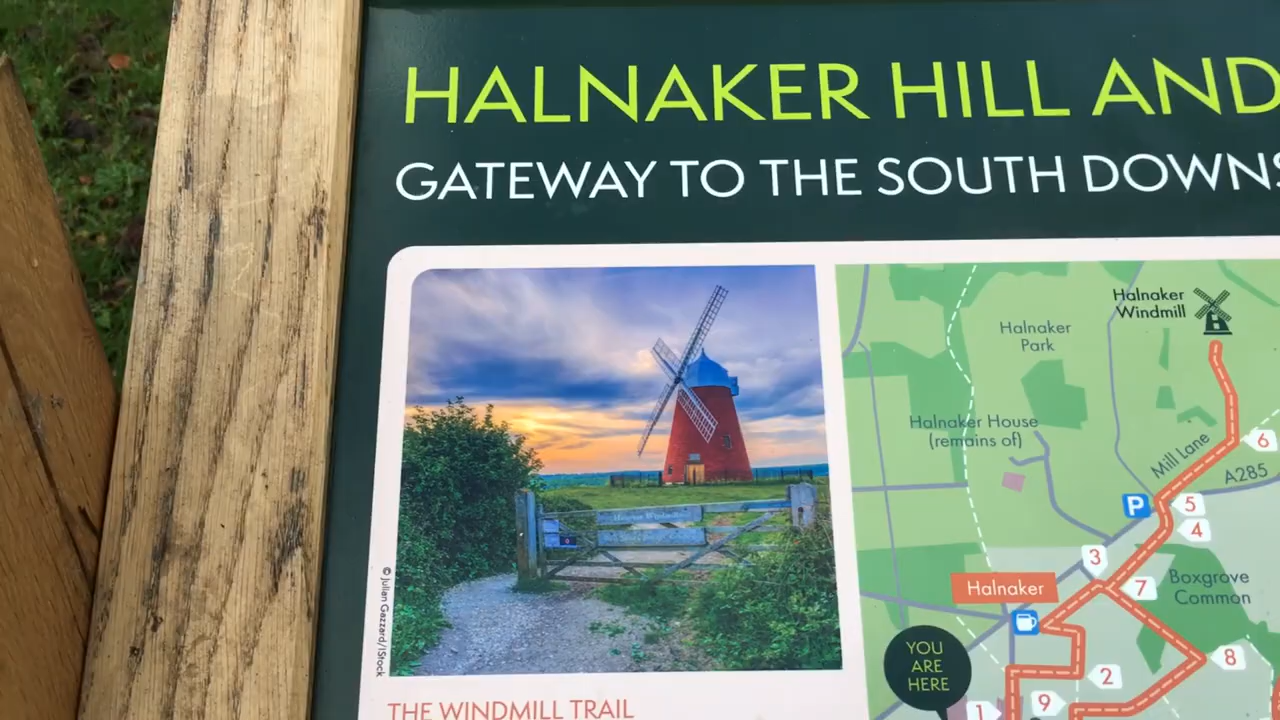 HALNAKER HILL AND
GATEWAY TO THE SOUTH DOWNS
Halnaker
Windmill
Halnaker
Park
Halnaker House
(remains of)
Mill Lane
6
A285
P
5
4
3
Halnaker
7
Boxgrove
Common
YOU
ARE
HERE
8
2
9
1
© Julian Gazzard/iStock
THE WINDMILL TRAIL